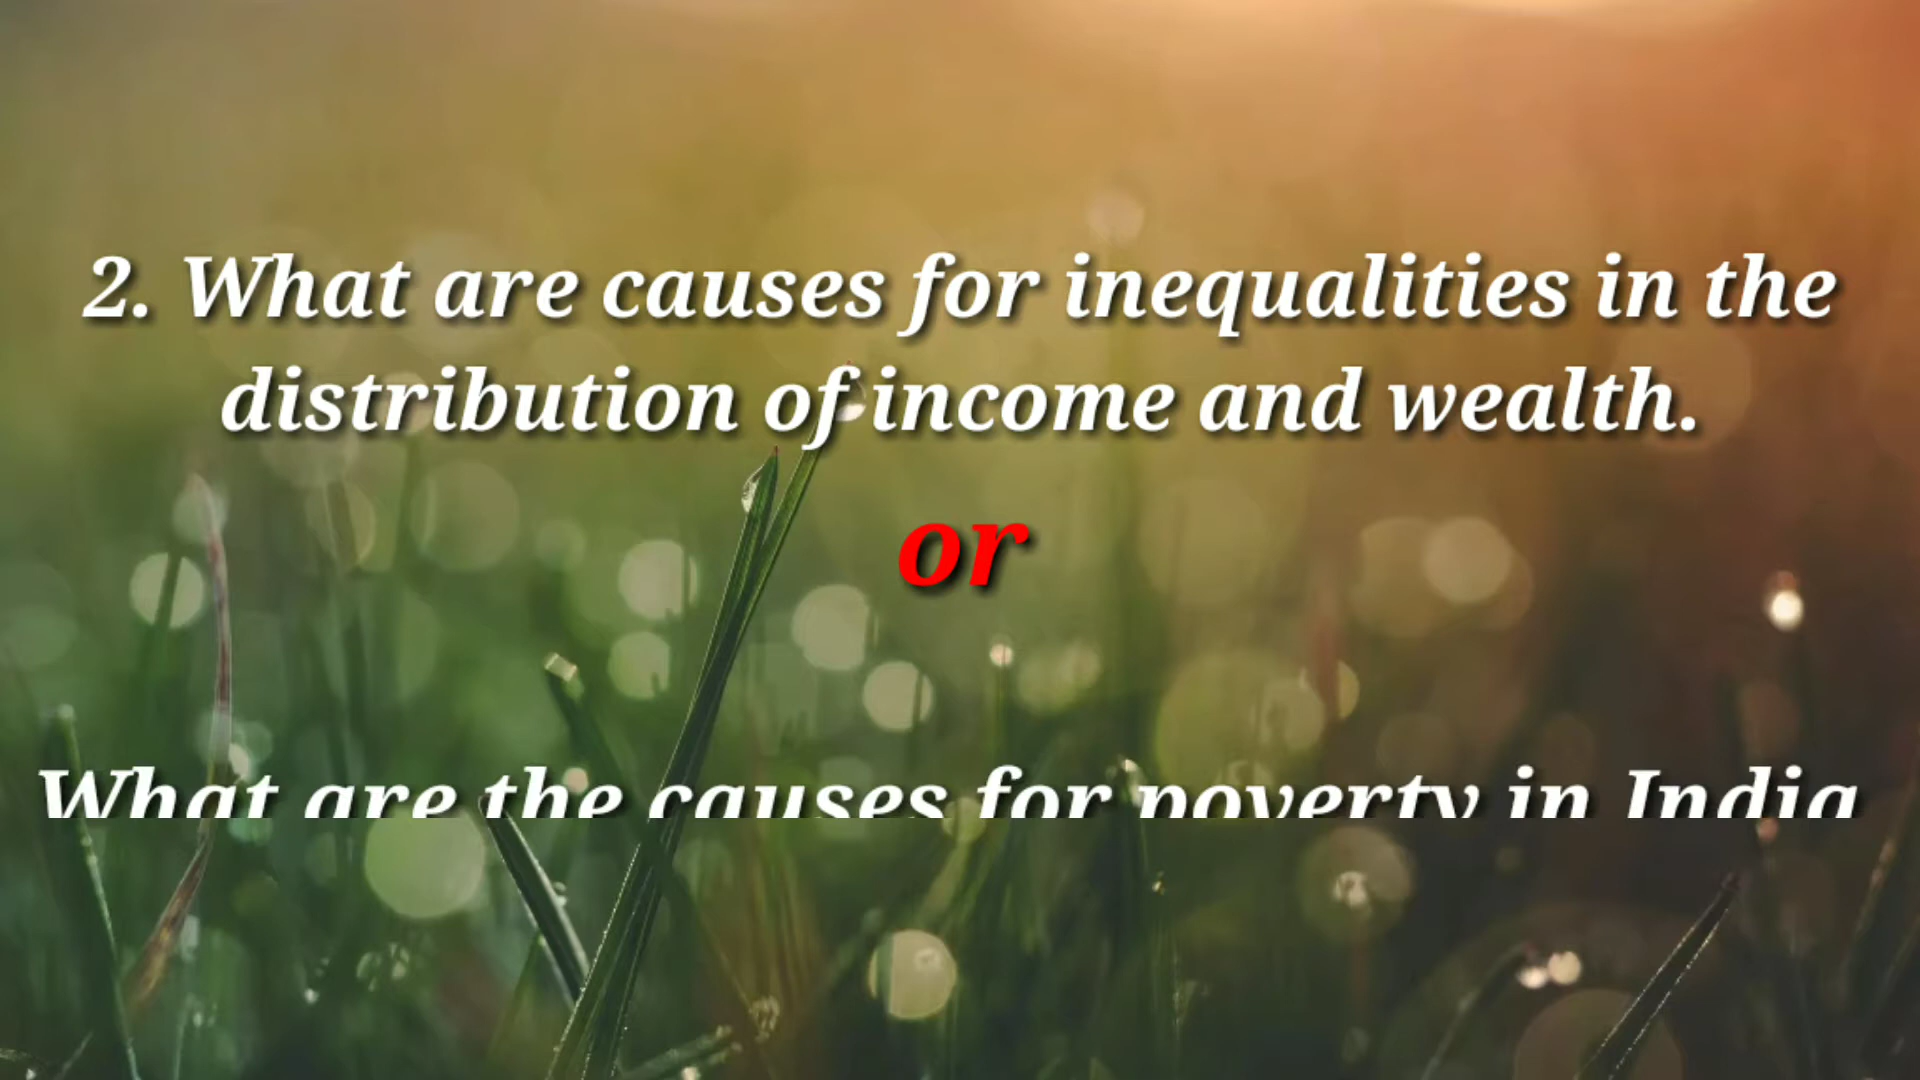 2. What are causes for inequalities in the
distribution of income and wealth.
or
What are the causes for poverty in India